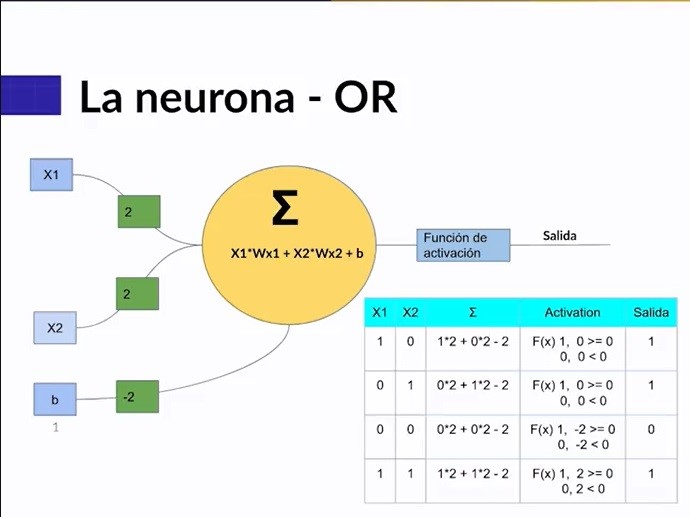 La neurona - OR
X1
2
Σ
X1*Wx1 + X2*Wx2 + b
Función de
activación
Salida
2
X2
b
-2
1
X1 X2 Σ Activation Salida
1 0 1*2 + 0*2 - 2 F(x) 1, 0 >= 0 1
0, 0 < 0
0 1 0*2 + 1*2 - 2 F(x) 1, 0 >= 0 1
0, 0 < 0
0 0 0*2 + 0*2 - 2 F(x) 1, -2 >= 0 0
0, -2 < 0
1 1 1*2 + 1*2 - 2 F(x) 1, 2 >= 0 1
0, 2 < 0